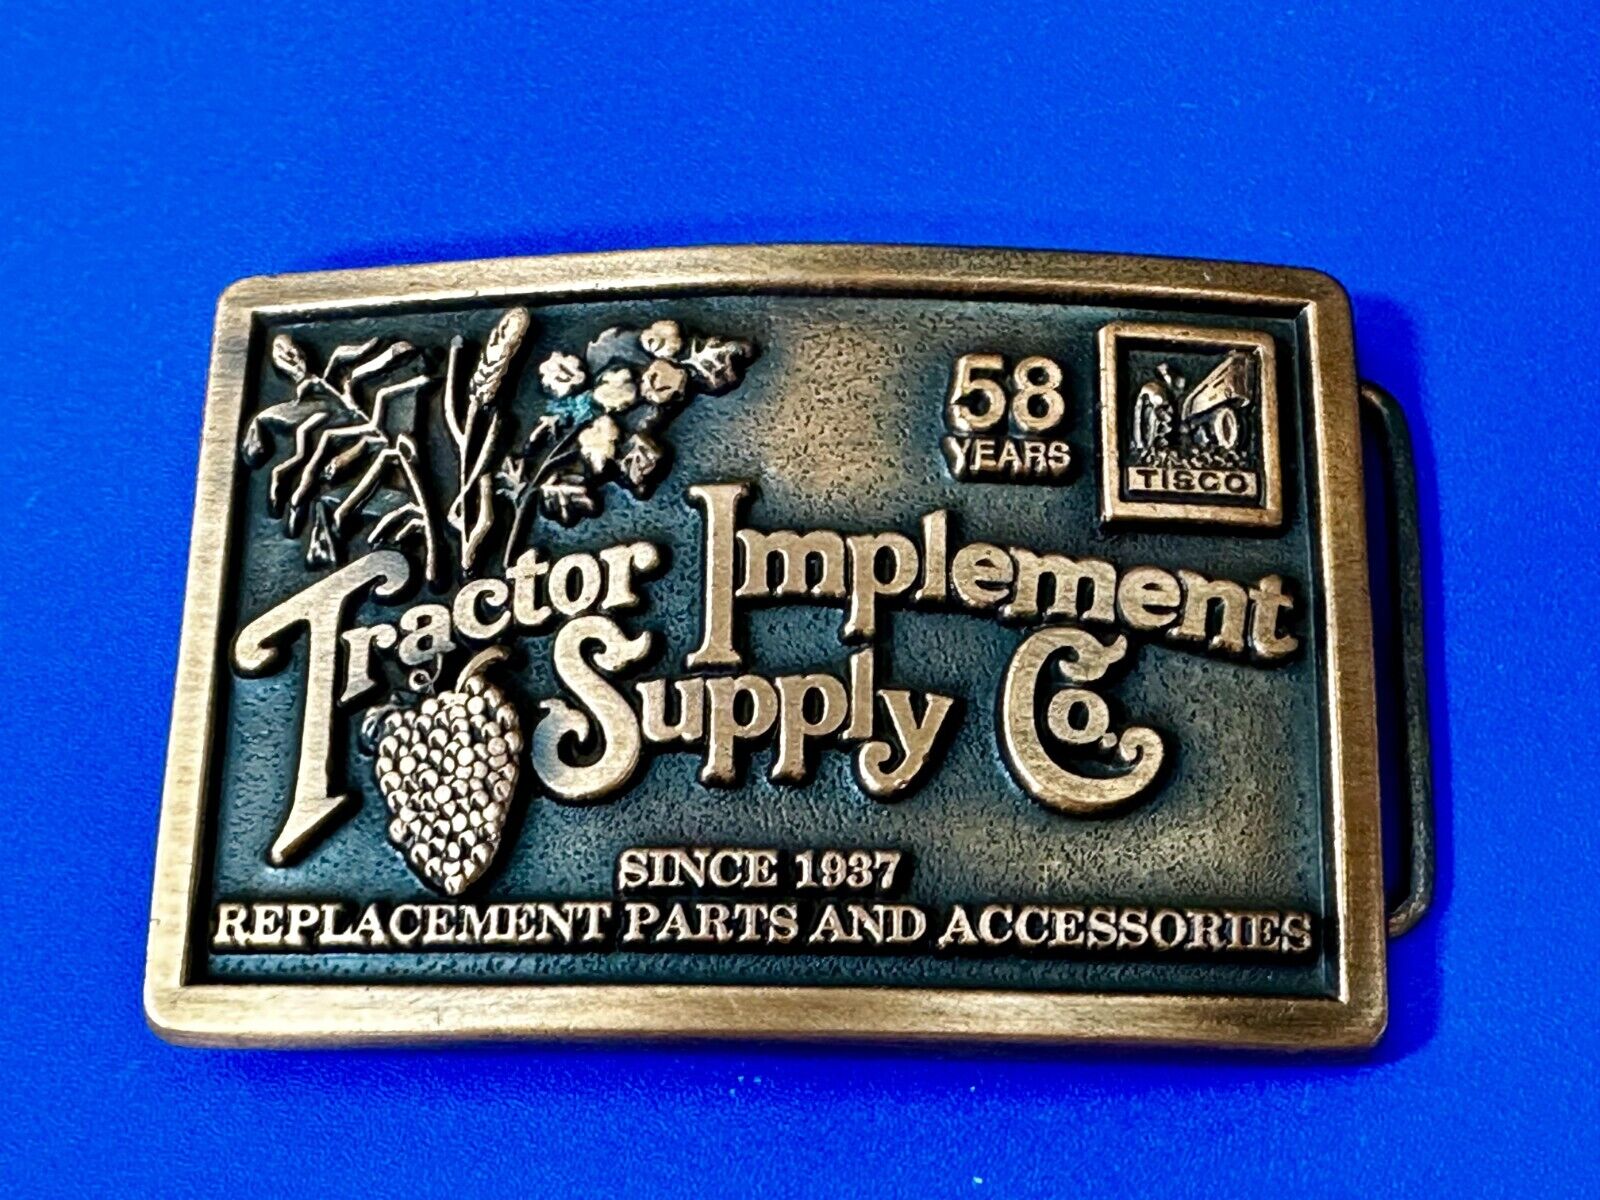 58
YEARS
TISCO
Tractor Implement
Supply Co.
SINCE 1937
REPLACEMENT PARTS AND ACCESSORIES